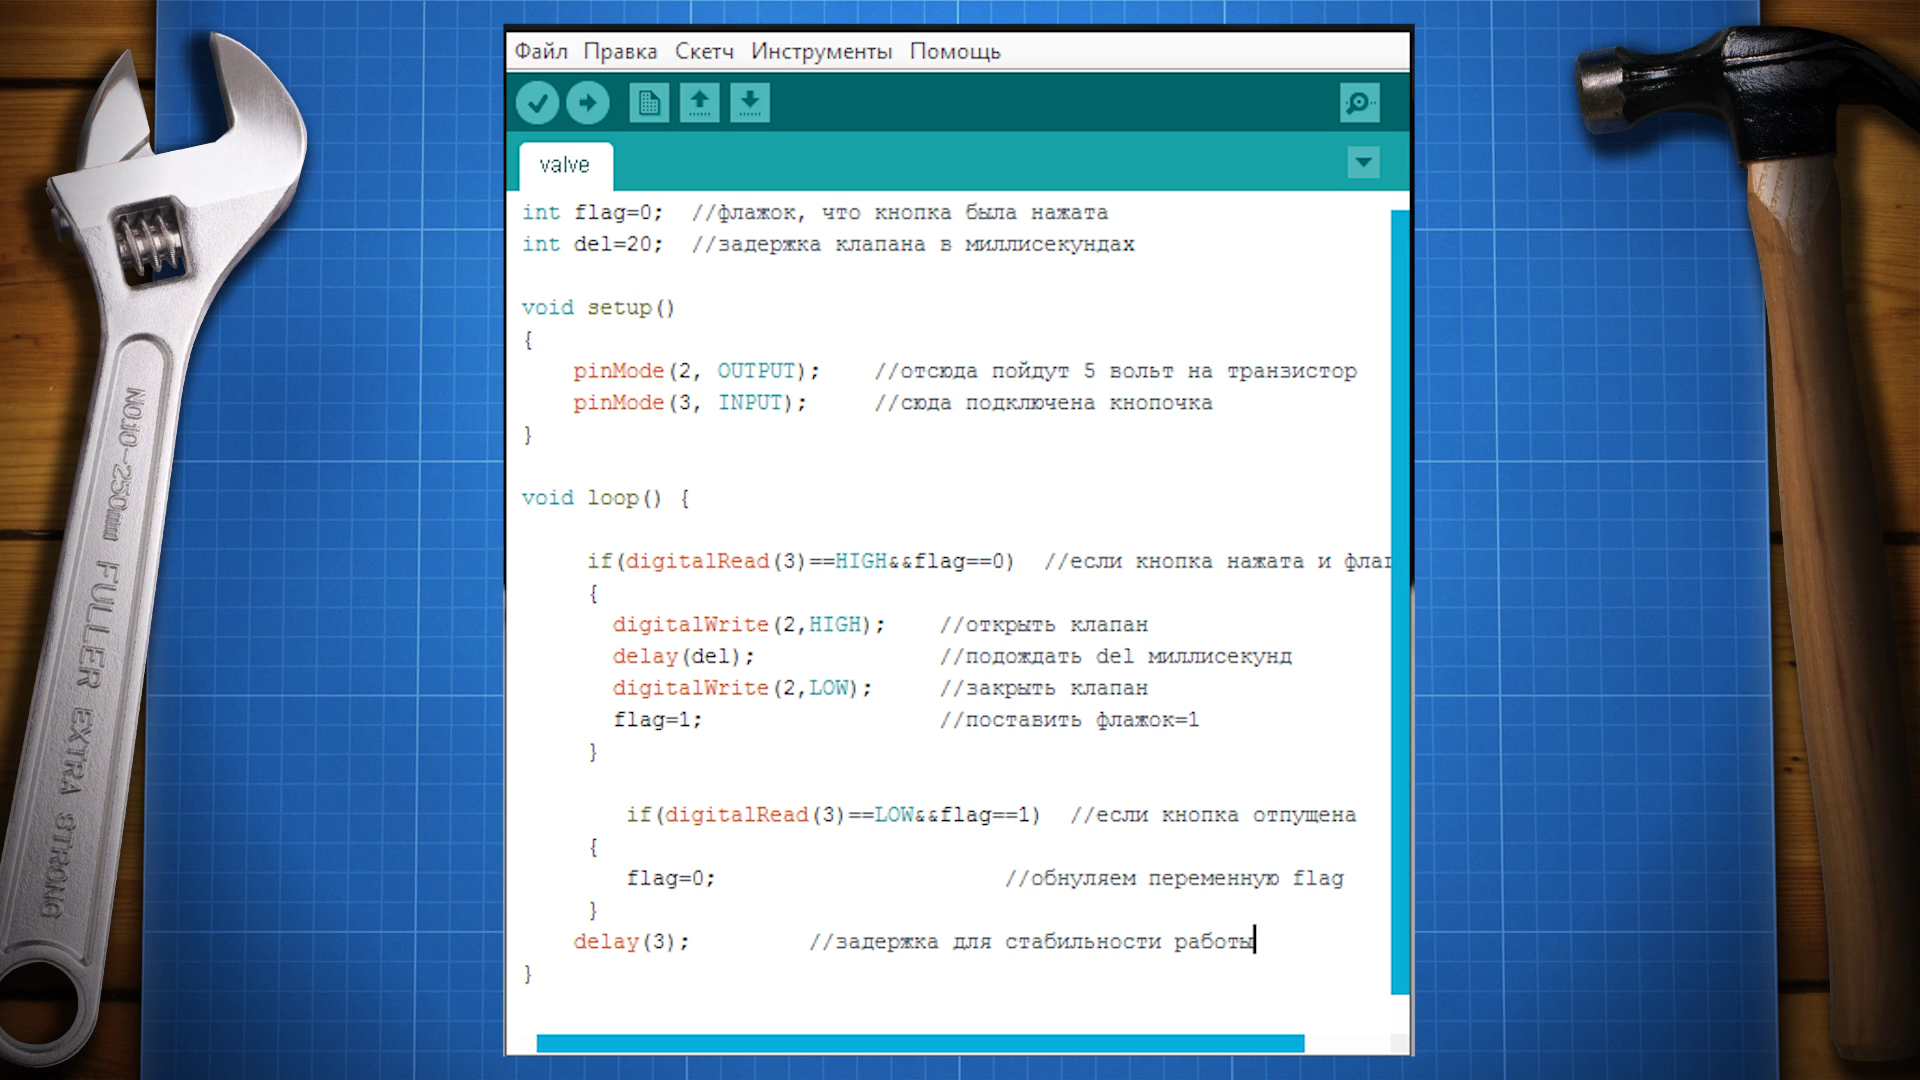 Файл Правка Скетч Инструменты Помощь
valve
int flag=0; //флажок, что кнопка была нажата
int del=20; //задержка клапана в миллисекундах
void setup()
{
pinMode(2, OUTPUT); //отсюда пойдут 5 вольт на транзистор
pinMode(3, INPUT); //сюда подключена кнопочка
}
void loop() {
if(digitalRead(3)==HIGH&&flag==0) //если кнопка нажата и
{
digitalWrite(2,HIGH); //открыть клапан
delay(del); //подождать del миллисекунд
digitalWrite(2,LOW); //закрыть клапан
flag=1; //поставить флажок=1
}
if(digitalRead(3)==LOW&&flag==1) //если кнопка отпущена
{
flag=0; //обнуляем переменную flag
}
delay(3); //задержка для стабильности работы
}
NO.10-250mm FULLER EXTRA STRONG